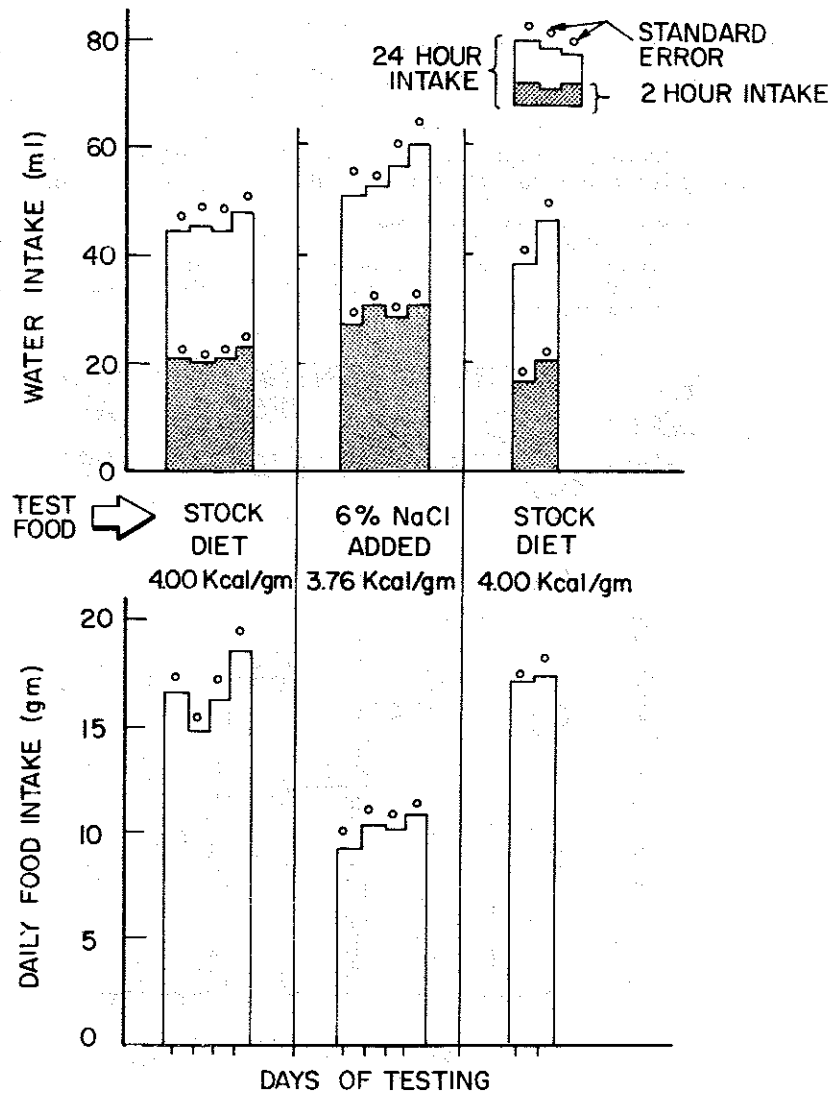 80
60
40
20
0
WATER INTAKE (ml)
24 HOUR
INTAKE
STANDARD
ERROR
2 HOUR INTAKE
TEST
FOOD
STOCK
DIET
4.00 Kcal/gm
6% NaCl
ADDED
3.76 Kcal/gm
STOCK
DIET
4.00 Kcal/gm
20
15
10
5
0
DAILY FOOD INTAKE (gm)
DAYS OF TESTING